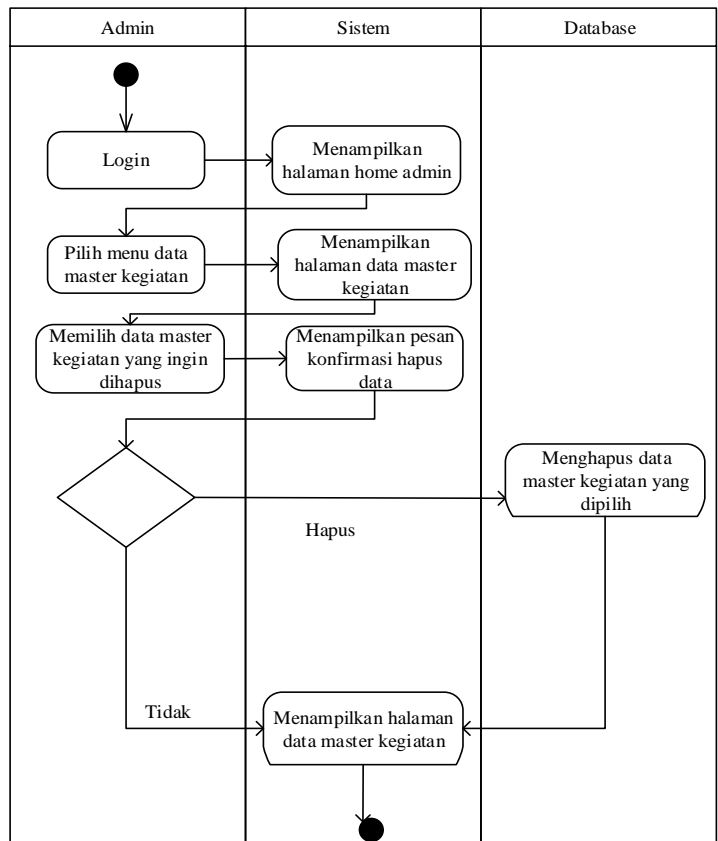 Admin
Sistem
Database
Login
Menampilkan
halaman home admin
Pilih menu data
master kegiatan
Menampilkan
halaman data master
kegiatan
Memilih data master
kegiatan yang ingin
dihapus
Menampilkan pesan
konfirmasi hapus
data
Menghapus data
master kegiatan yang
dipilih
Hapus
Tidak
Menampilkan halaman
data master kegiatan